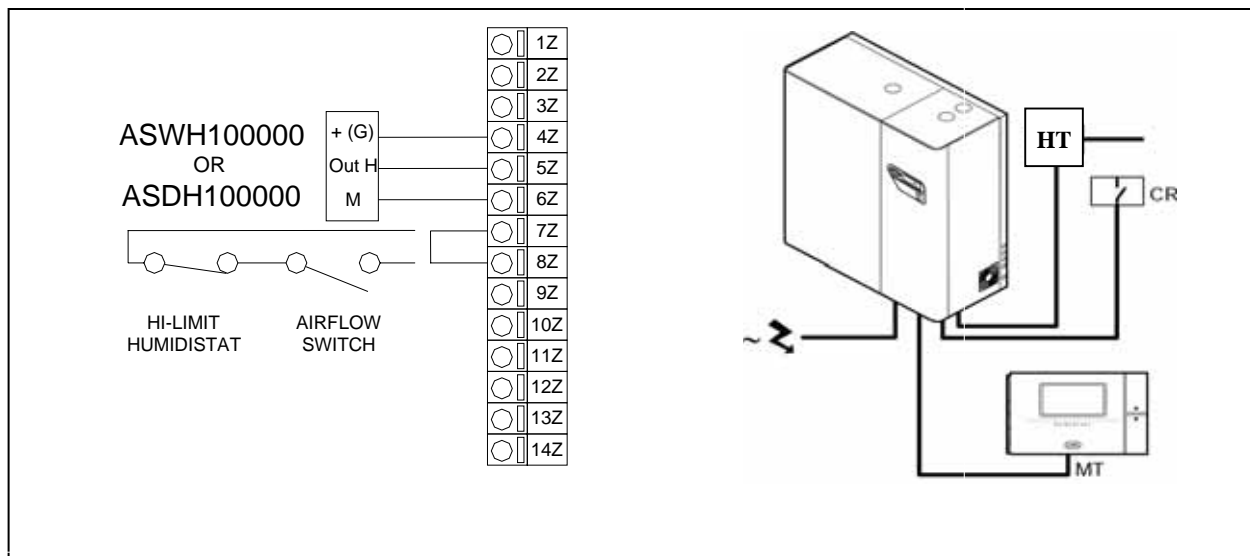 ASWH100000
OR
ASDH100000
+ (G)
Out H
M
HI-LIMIT
HUMIDISTAT
AIRFLOW
SWITCH
1Z
2Z
3Z
4Z
5Z
6Z
7Z
8Z
9Z
10Z
11Z
12Z
13Z
14Z
HT
CR
~
MT